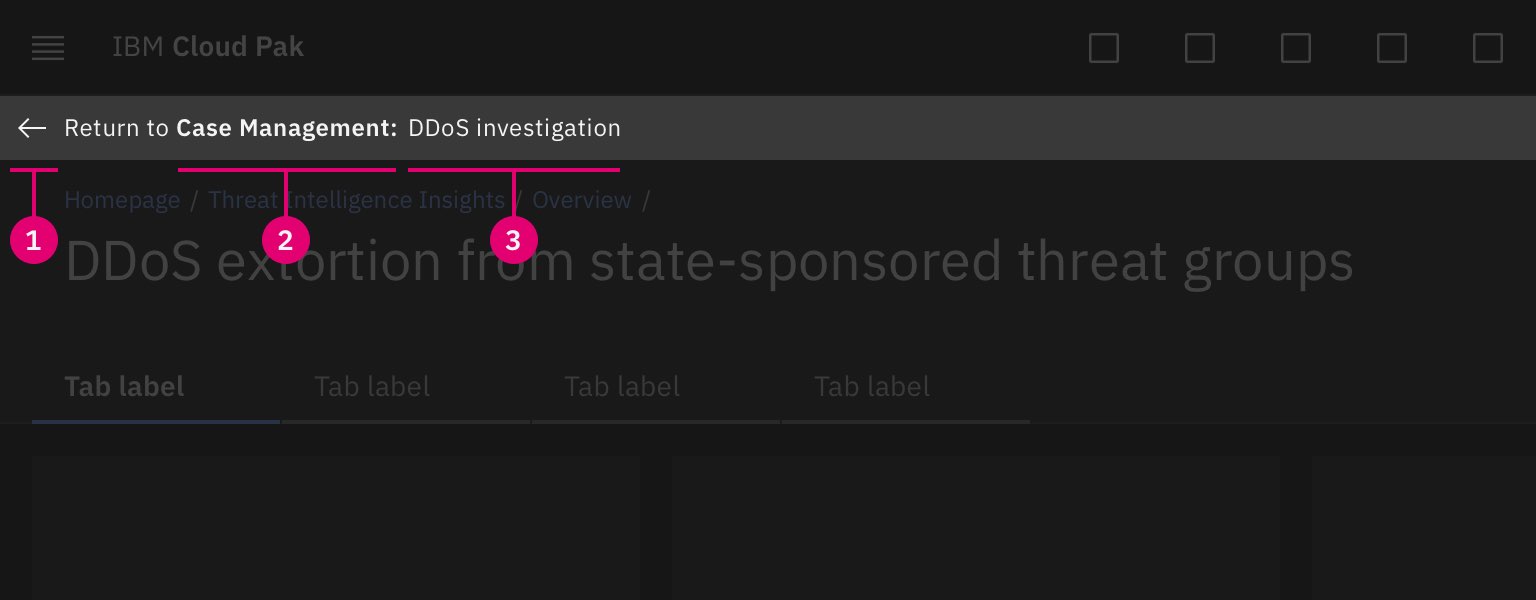 IBM Cloud Pak
Return to Case Management: DDoS investigation
Homepage / Threat Intelligence Insights / Overview /
1 2 3
DDoS extortion from state-sponsored threat groups
Tab label Tab label Tab label Tab label